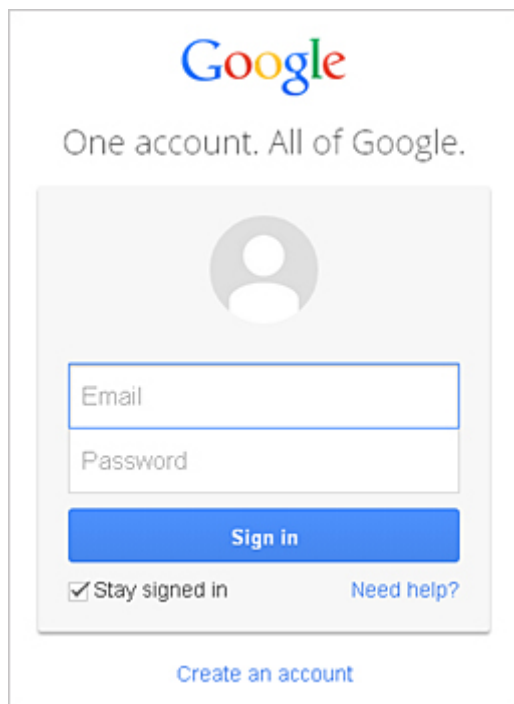 Google
One account. All of Google.
Email
Password
Sign in
Stay signed in Need help?
Create an account